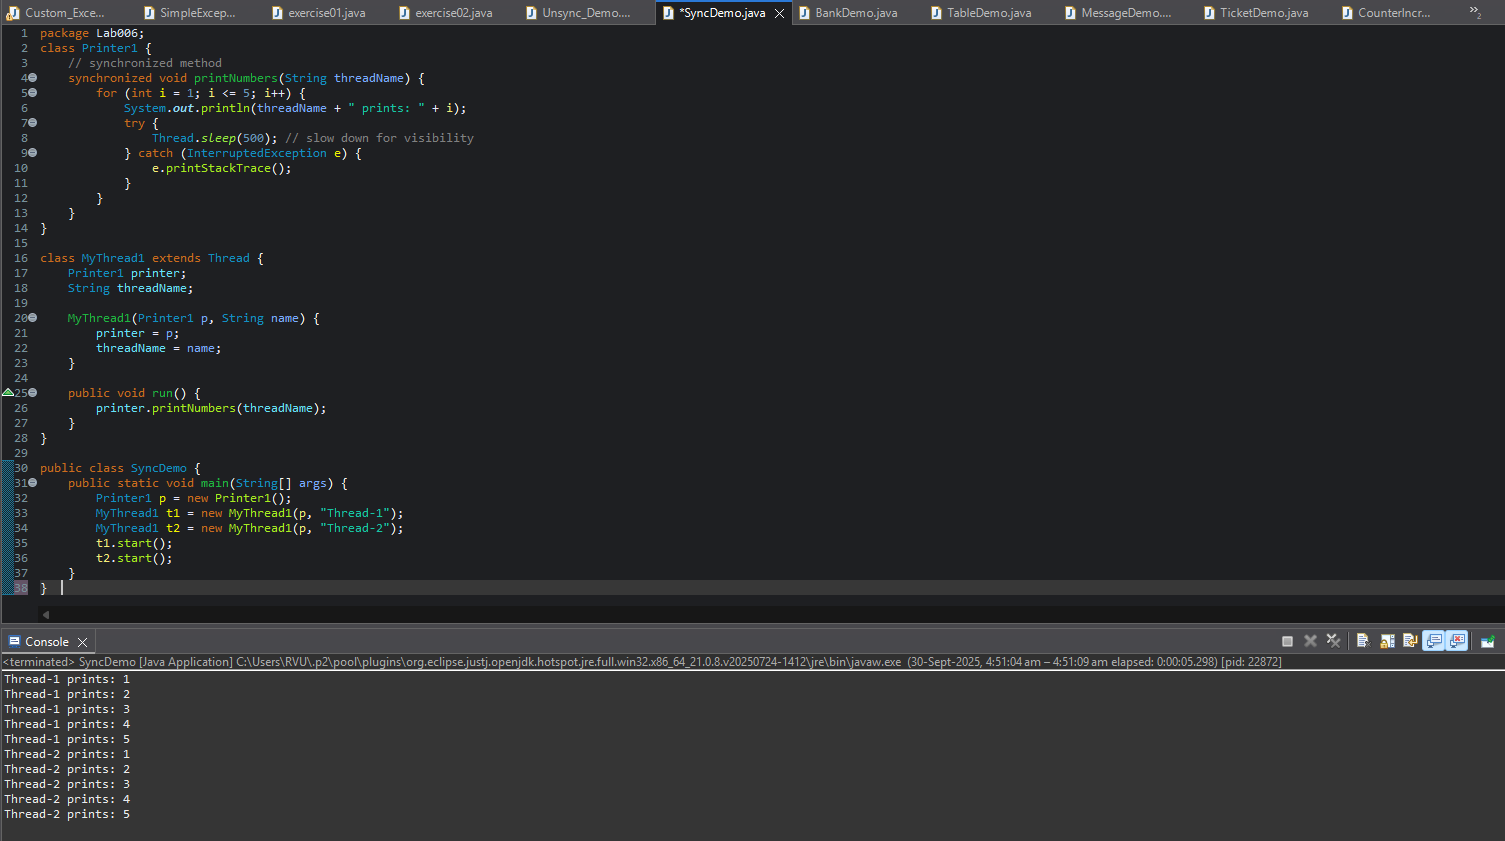 Custom_Exce...
SimpleExcep...
exercise01.java
exercise02.java
Unsync_Demo....
*SyncDemo.java
BankDemo.java
TableDemo.java
MessageDemo....
TicketDemo.java
CounterIncr...
»2
1 package Lab006;
2 class Printer1 {
3     // synchronized method
4     synchronized void printNumbers(String threadName) {
5         for (int i = 1; i <= 5; i++) {
6             System.out.println(threadName + " prints: " + i);
7             try {
8                 Thread.sleep(500); // slow down for visibility
9             } catch (InterruptedException e) {
10                 e.printStackTrace();
11             }
12         }
13     }
14 }
15
16 class MyThread1 extends Thread {
17     Printer1 printer;
18     String threadName;
19
20     MyThread1(Printer1 p, String name) {
21         printer = p;
22         threadName = name;
23     }
24
25     public void run() {
26         printer.printNumbers(threadName);
27     }
28 }
29
30 public class SyncDemo {
31     public static void main(String[] args) {
32         Printer1 p = new Printer1();
33         MyThread1 t1 = new MyThread1(p, "Thread-1");
34         MyThread1 t2 = new MyThread1(p, "Thread-2");
35         t1.start();
36         t2.start();
37     }
38 }
Console
<terminated> SyncDemo [Java Application] C:\Users\RVU\.p2\pool\plugins\org.eclipse.justj.openjdk.hotspot.jre.full.win32.x86_64_21.0.8.v20250724-1412\jre\bin\javaw.exe (30-Sept-2025, 4:51:04 am – 4:51:09 am elapsed: 0:00:05.298) [pid: 22872]
Thread-1 prints: 1
Thread-1 prints: 2
Thread-1 prints: 3
Thread-1 prints: 4
Thread-1 prints: 5
Thread-2 prints: 1
Thread-2 prints: 2
Thread-2 prints: 3
Thread-2 prints: 4
Thread-2 prints: 5